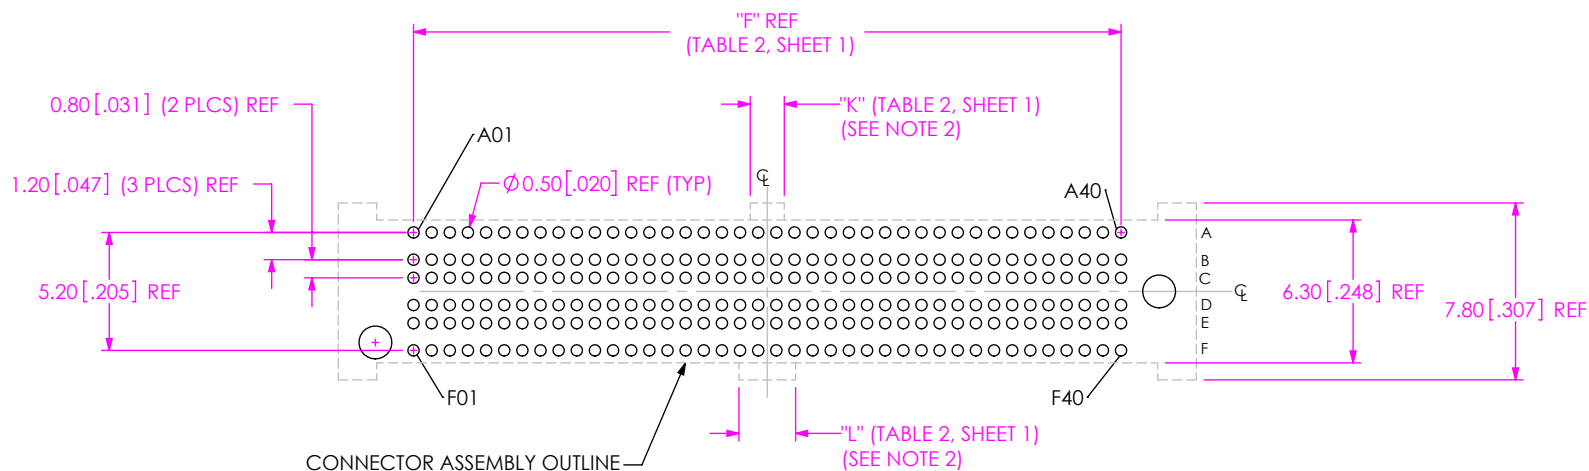 "F" REF
(TABLE 2, SHEET 1)
0.80[.031] (2 PLCS) REF
"K" (TABLE 2, SHEET 1)
(SEE NOTE 2)
A01
1.20[.047] (3 PLCS) REF
Ø0.50[.020] REF (TYP)
℄
A40
A
B
C
D
E
F
℄
5.20[.205] REF
6.30[.248] REF
7.80[.307] REF
F01
F40
"L" (TABLE 2, SHEET 1)
(SEE NOTE 2)
CONNECTOR ASSEMBLY OUTLINE